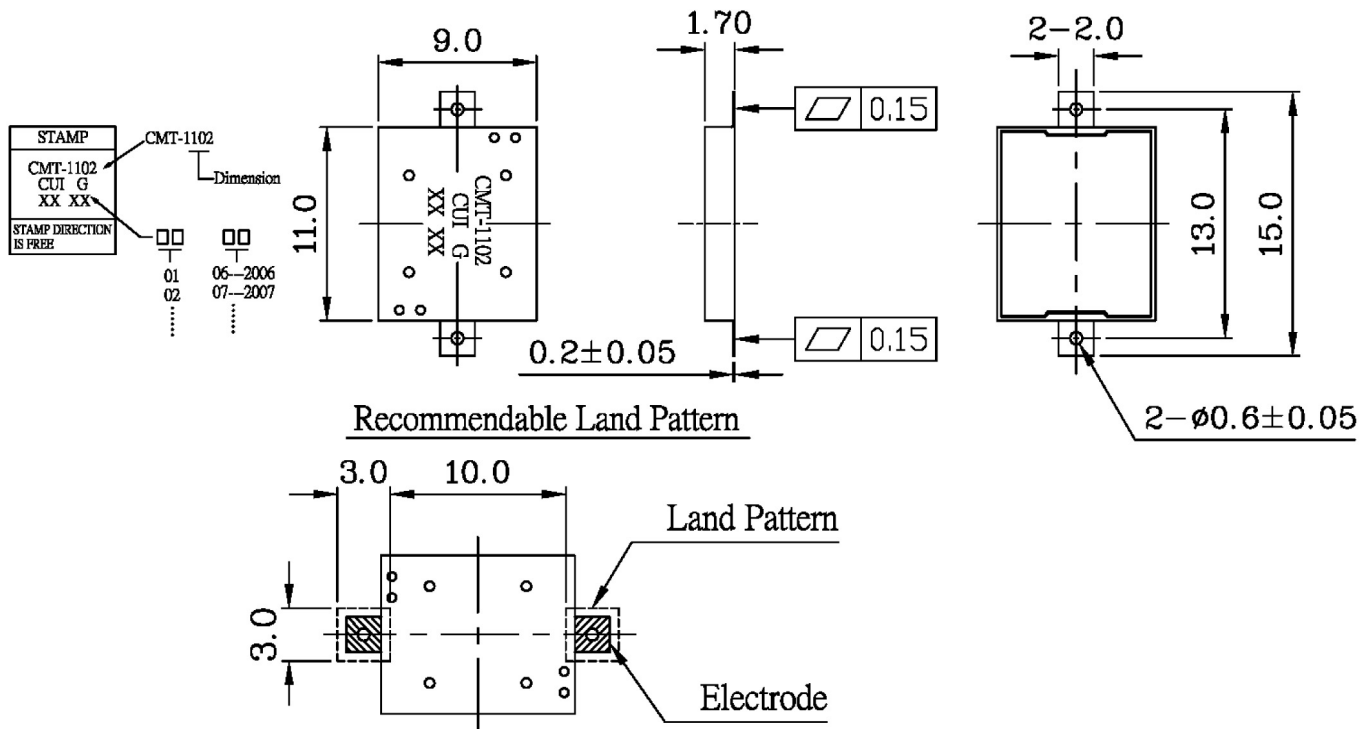 9.0
1.70
2-2.0
0.15
STAMP
CMT-1102
CUI G
XX XX
STAMP DIRECTION
IS FREE
CMT-1102
Dimension
□□ □□
01 06---2006
02 07---2007
11.0
CMT-1102
CUI G
XX XX
13.0
15.0
0.15
0.2±0.05
2-ø0.6±0.05
Recommendable Land Pattern
3.0 10.0
Land Pattern
3.0
Electrode